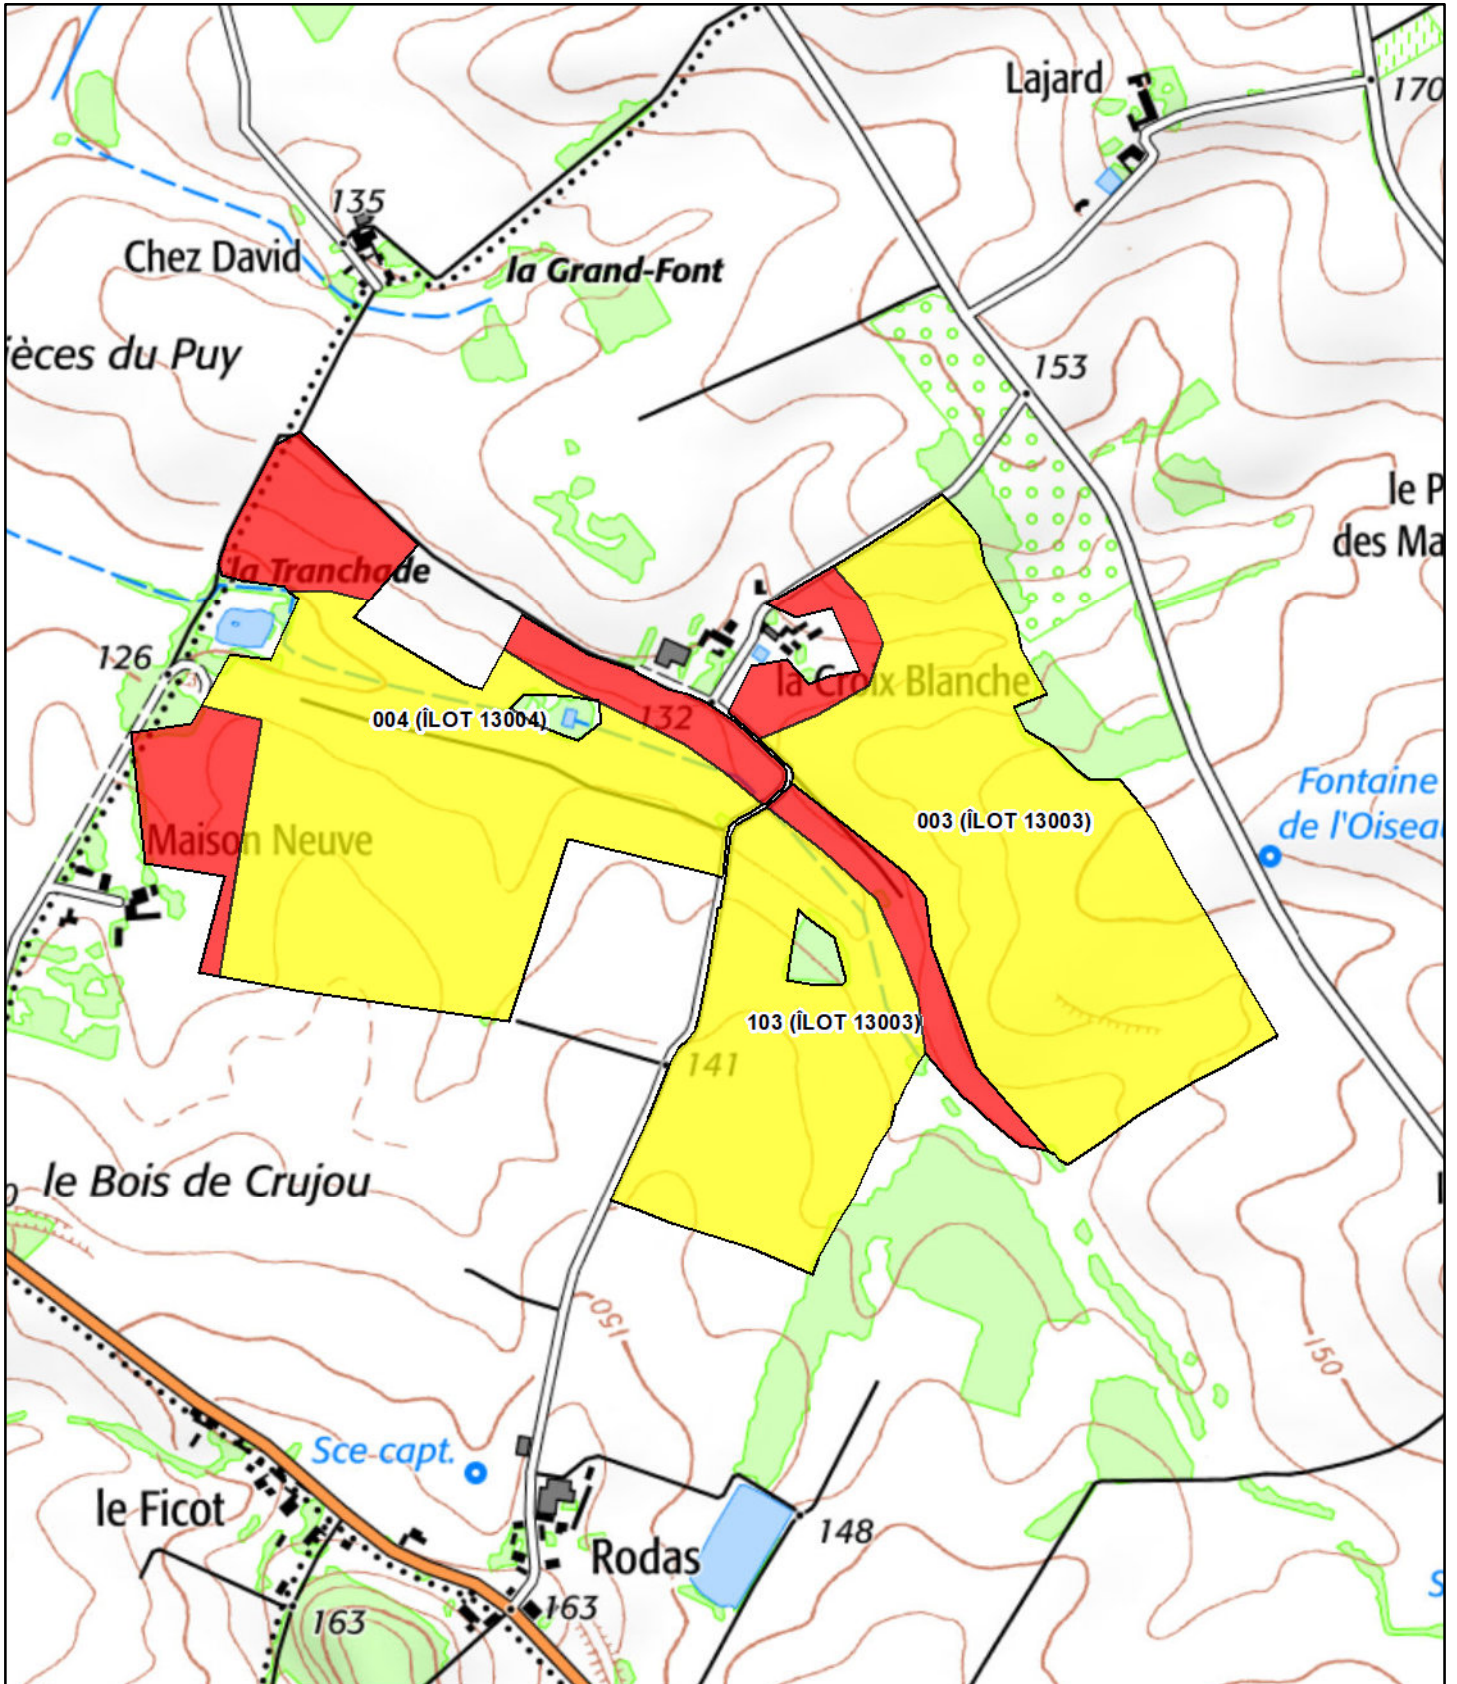 Lajard
170
135
Chez David
la Grand-Font
ièces du Puy
153
le P
des Ma
la Tranchade
126
la Croix Blanche
132
004 (ÎLOT 13004)
Fontaine
de l'Oiseau
003 (ÎLOT 13003)
Maison Neuve
103 (ÎLOT 13003)
141
le Bois de Crujou
150
150
Sce capt.
le Ficot
148
Rodas
163
163
S